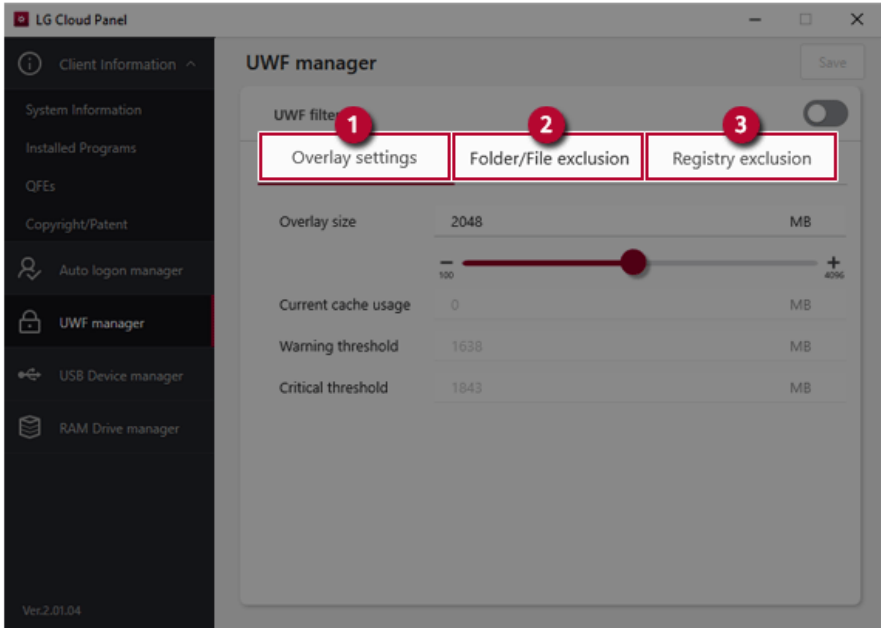 LG Cloud Panel
Client Information
System Information
Installed Programs
QFEs
Copyright/Patent
Auto logon manager
UWF manager
USB Device manager
RAM Drive manager
Ver.2.01.04
UWF manager
Save
UWF filter
1
2
3
Overlay settings
Folder/File exclusion
Registry exclusion
Overlay size 2048 MB
100 4096
Current cache usage 0 MB
Warning threshold 1638 MB
Critical threshold 1843 MB